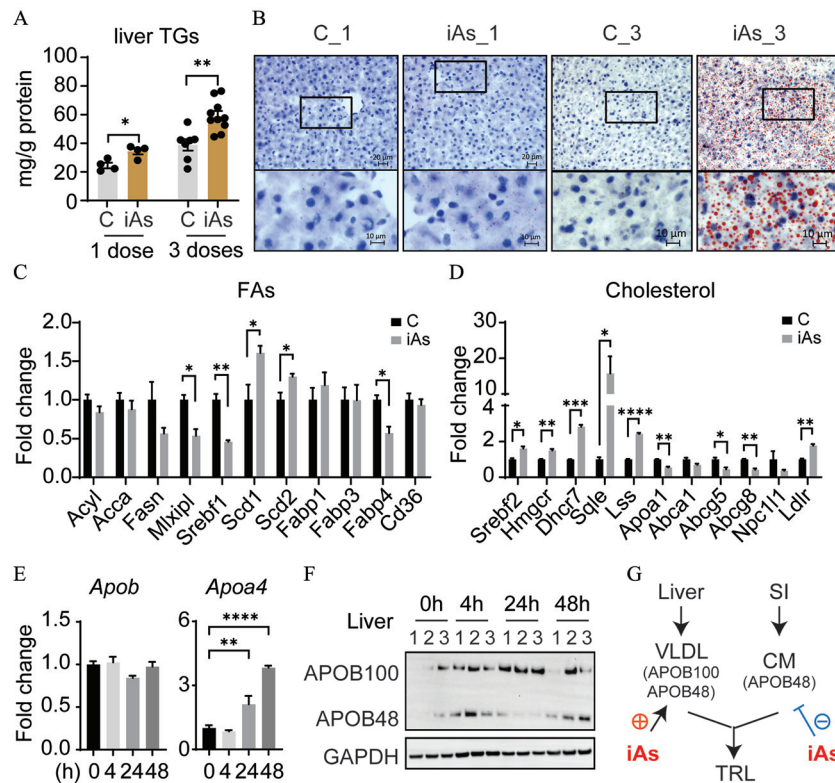 A
liver TGs
mg/g protein
100
80
60
40
20
0
*
**
C iAs C iAs
1 dose 3 doses
B
C_1 iAs_1 C_3 iAs_3
20 μm 20 μm 20 μm 20 μm
10 μm 10 μm 10 μm 10 μm
C
FAs
C
iAs
Fold change
2.0
1.5
1.0
0.5
0.0
* ** * * *
Acyl Acca Fasn Mlxipl Srebf1 Scd1 Scd2 Fabp1 Fabp3 Fabp4 Cd36
D
Cholesterol
C
iAs
Fold change
30
20
10
4
2
0
* ** *** * **** ** * ** **
Srebf2 Hmgcr Dhcr7 Sqle Lss Apoa1 Abca1 Abcg5 Abcg8 Npc1l1 Ldlr
E
Apob Apoa4
Fold change
1.5
1.0
0.5
0.0
6
3
0
****
**
(h) 0 4 24 48 0 4 24 48
F
0h 4h 24h 48h
Liver 1 2 3 1 2 3 1 2 3 1 2 3
APOB100
APOB48
GAPDH
G
Liver SI
VLDL CM
(APOB100 (APOB48)
APOB48)
⊕ ⊖
iAs iAs
TRL